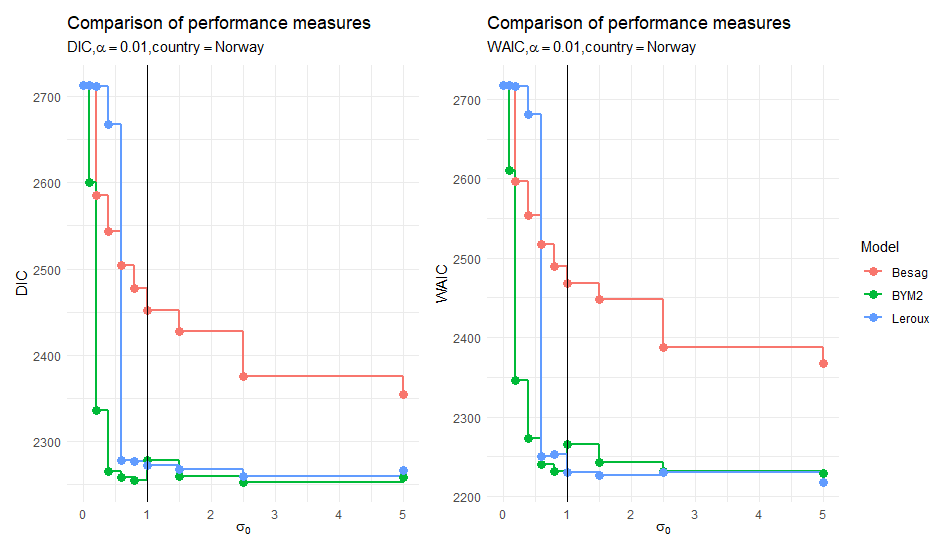 Comparison of performance measures
DIC,α = 0.01,country = Norway
2700
2600
2500
2400
2300
DIC
0
1
2
3
4
5
σ0
Comparison of performance measures
WAIC,α = 0.01,country = Norway
2700
2600
2500
2400
2300
2200
WAIC
0
1
2
3
4
5
σ0
Model
Besag
BYM2
Leroux